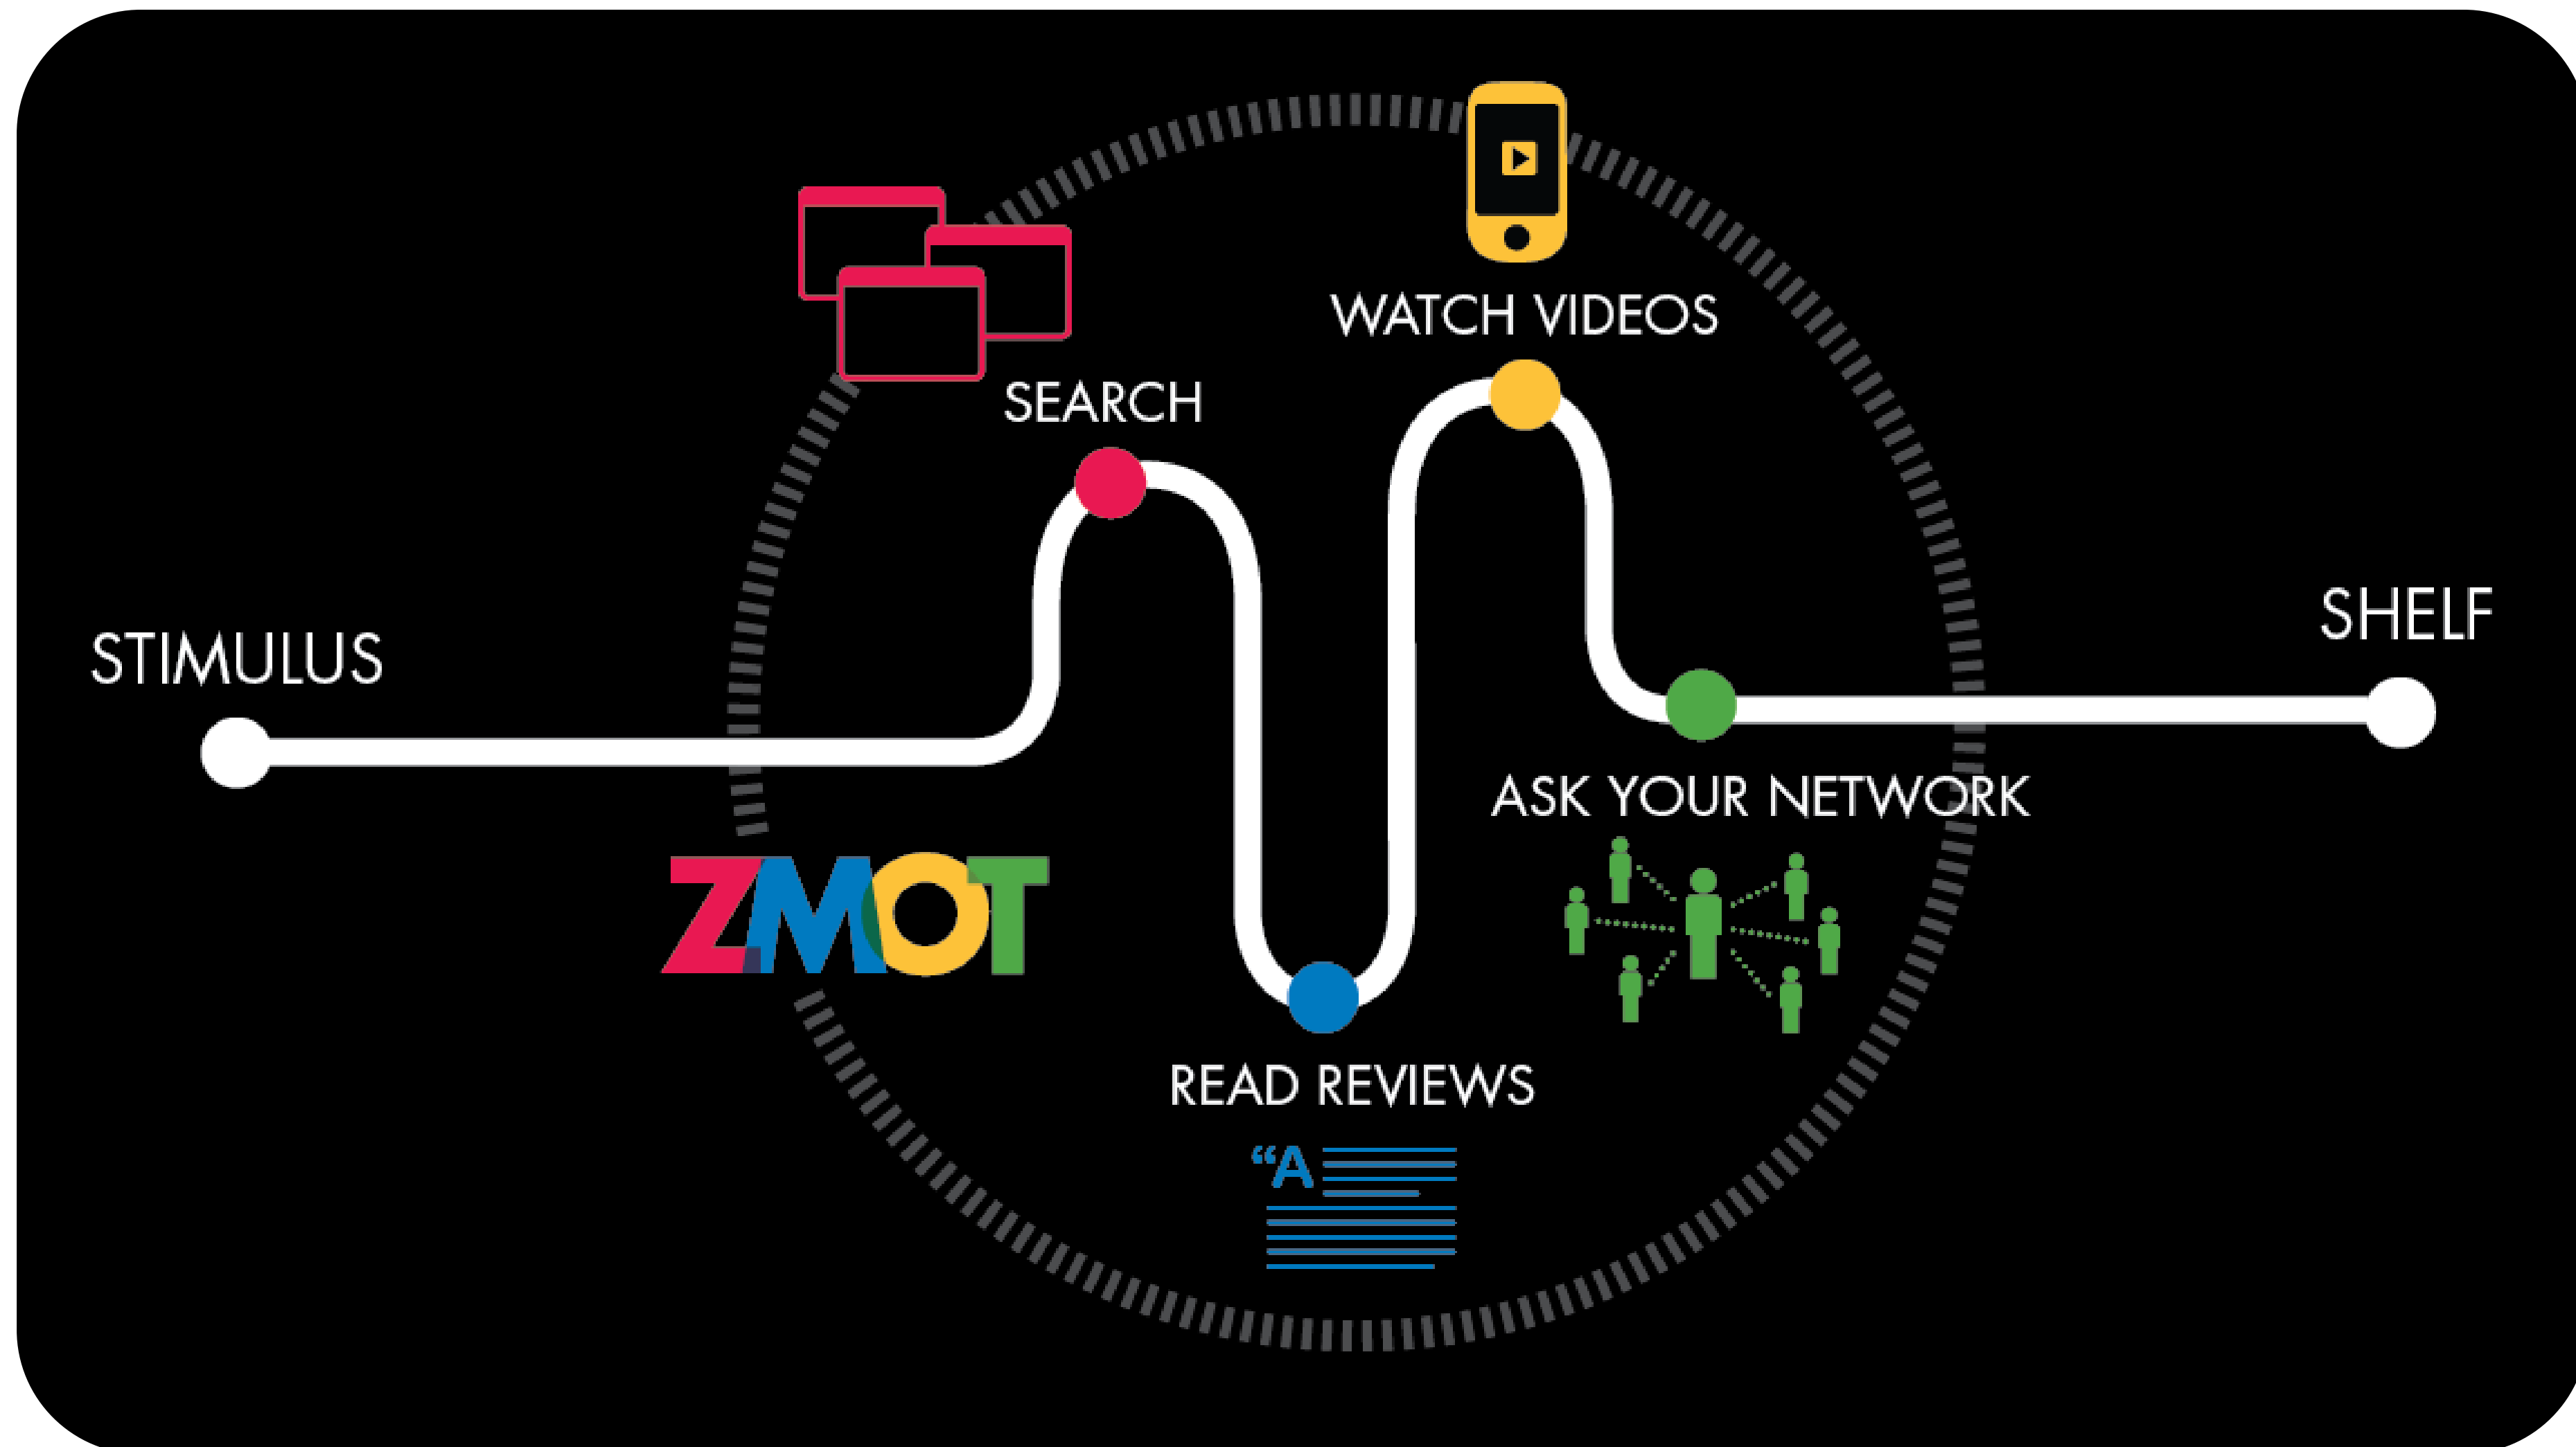 WATCH VIDEOS
SEARCH
STIMULUS
SHELF
ASK YOUR NETWORK
ZMOT
READ REVIEWS
“A